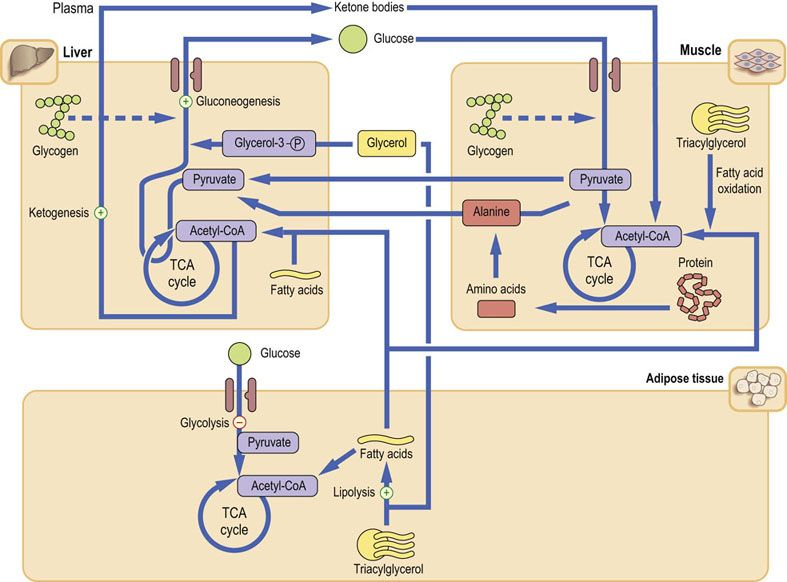 Plasma
Ketone bodies
Glucose
Liver
Muscle
Gluconeogenesis
Glycogen
Glycerol-3-P
Glycerol
Pyruvate
Ketogenesis
Acetyl-CoA
TCA
cycle
Fatty acids
Glycogen
Triacylglycerol
Fatty acid
oxidation
Pyruvate
Alanine
Acetyl-CoA
TCA
cycle
Amino acids
Protein
Adipose tissue
Glucose
Glycolysis
Pyruvate
Acetyl-CoA
TCA
cycle
Fatty acids
Lipolysis
Triacylglycerol